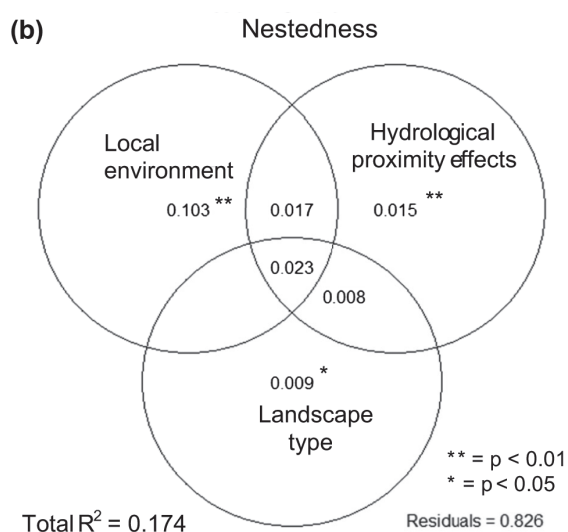 (b) Nestedness
Local
environment
Hydrological
proximity effects
0.103 **
0.017
0.015 **
0.023
0.008
0.009 *
Landscape
type
** = p < 0.01
* = p < 0.05
Total R² = 0.174
Residuals = 0.826